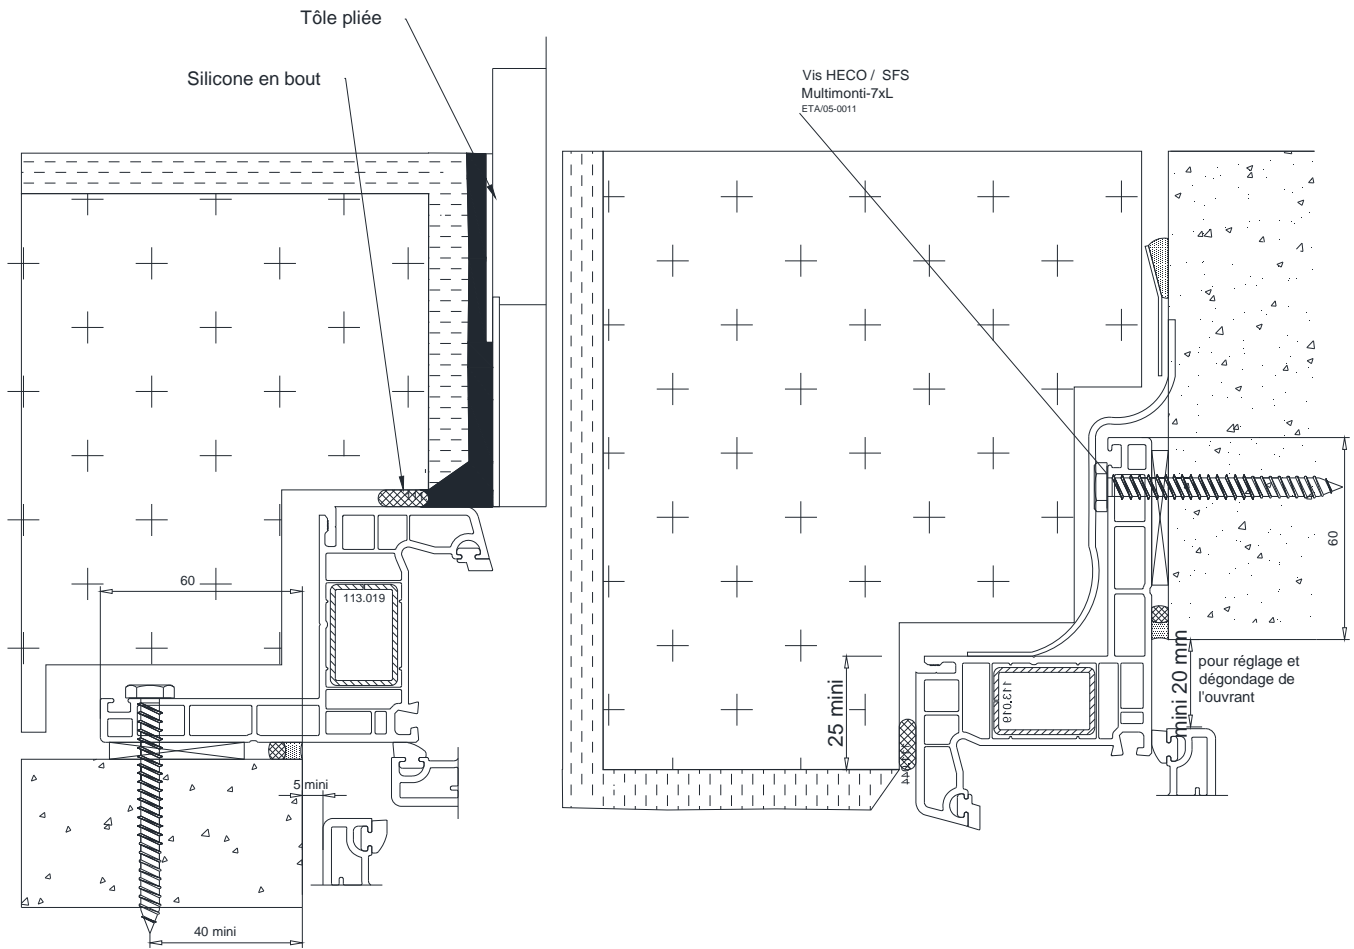 Tôle pliée
Silicone en bout
Vis HECO / SFS
Multimonti-7xL
ETA/05-0011
60
113.019
5 mini
40 mini
60
25 mini
113.019
mini 20 mm
pour réglage et
dégondage de
l'ouvrant